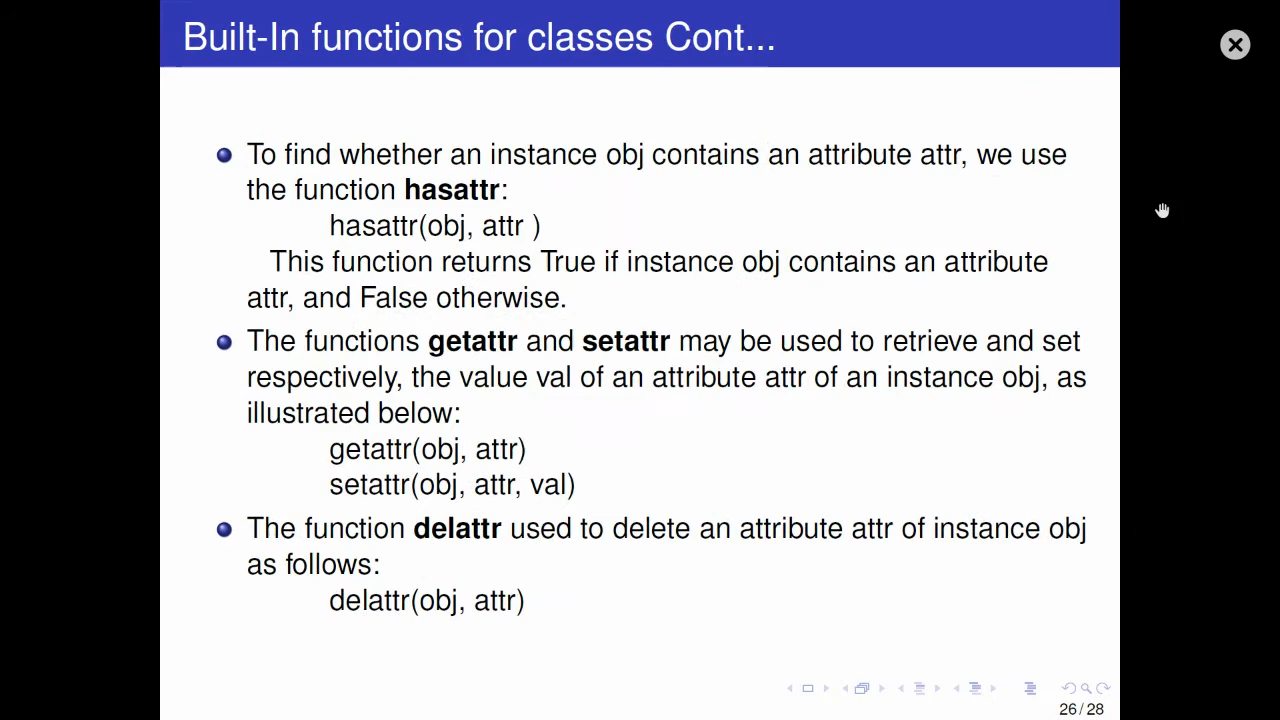 Built-In functions for classes Cont...
To find whether an instance obj contains an attribute attr, we use
the function hasattr:
hasattr(obj, attr )
This function returns True if instance obj contains an attribute
attr, and False otherwise.
The functions getattr and setattr may be used to retrieve and set
respectively, the value val of an attribute attr of an instance obj, as
illustrated below:
getattr(obj, attr)
setattr(obj, attr, val)
The function delattr used to delete an attribute attr of instance obj
as follows:
delattr(obj, attr)
26 / 28